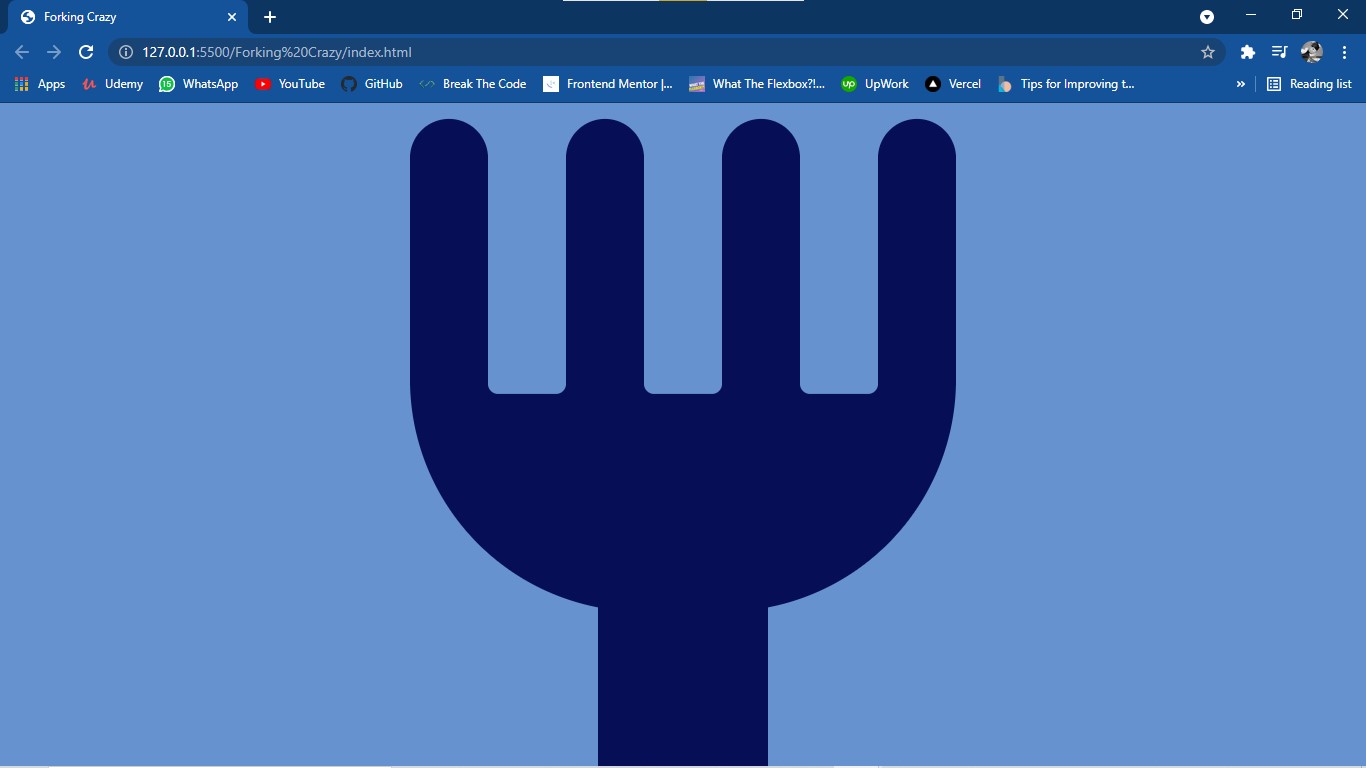 Forking Crazy
127.0.0.1:5500/Forking%20Crazy/index.html
Apps Udemy 15 WhatsApp YouTube GitHub Break The Code Frontend Mentor |... What The Flexbox?!... up UpWork Vercel Tips for Improving t... » Reading list